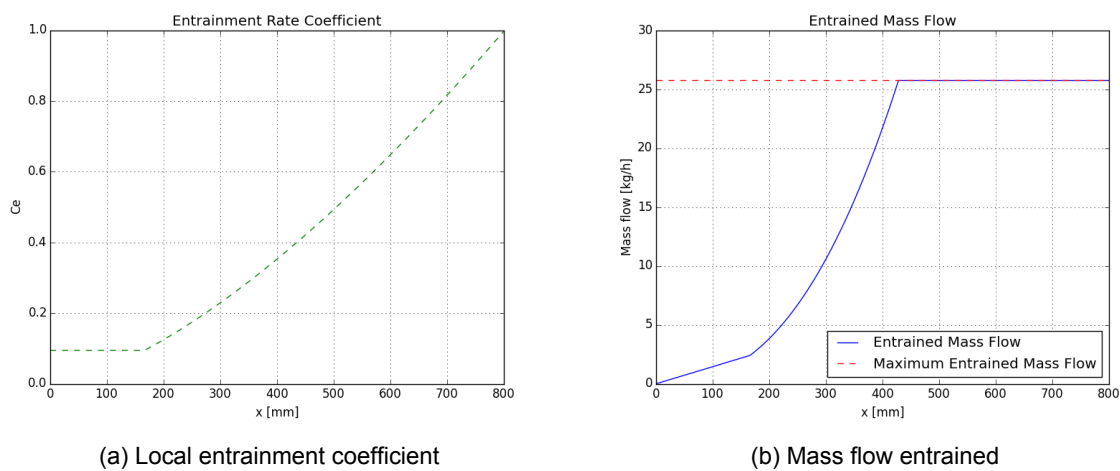 Entrainment Rate Coefficient
1.0
0.8
0.6
0.4
0.2
0.0
Ce
0 100 200 300 400 500 600 700 800
x [mm]
(a) Local entrainment coefficient
Entrained Mass Flow
30
25
20
15
10
5
0
Mass flow [kg/h]
Entrained Mass Flow
Maximum Entrained Mass Flow
0 100 200 300 400 500 600 700 800
x [mm]
(b) Mass flow entrained